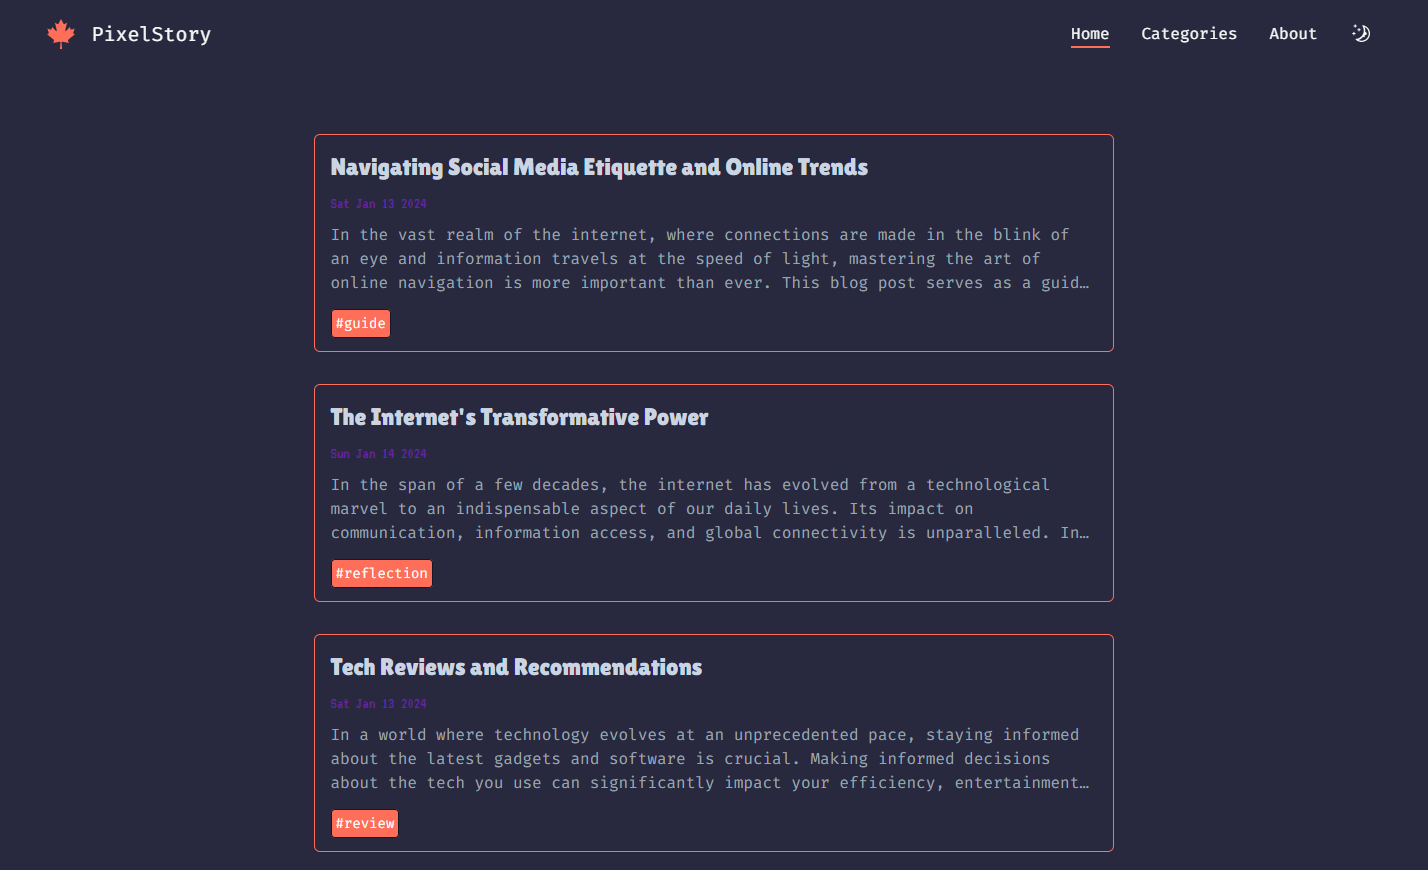 PixelStory
Home Categories About
Navigating Social Media Etiquette and Online Trends
Sat Jan 13 2024
In the vast realm of the internet, where connections are made in the blink of
an eye and information travels at the speed of light, mastering the art of
online navigation is more important than ever. This blog post serves as a guid…
#guide
The Internet's Transformative Power
Sun Jan 14 2024
In the span of a few decades, the internet has evolved from a technological
marvel to an indispensable aspect of our daily lives. Its impact on
communication, information access, and global connectivity is unparalleled. In…
#reflection
Tech Reviews and Recommendations
Sat Jan 13 2024
In a world where technology evolves at an unprecedented pace, staying informed
about the latest gadgets and software is crucial. Making informed decisions
about the tech you use can significantly impact your efficiency, entertainment…
#review